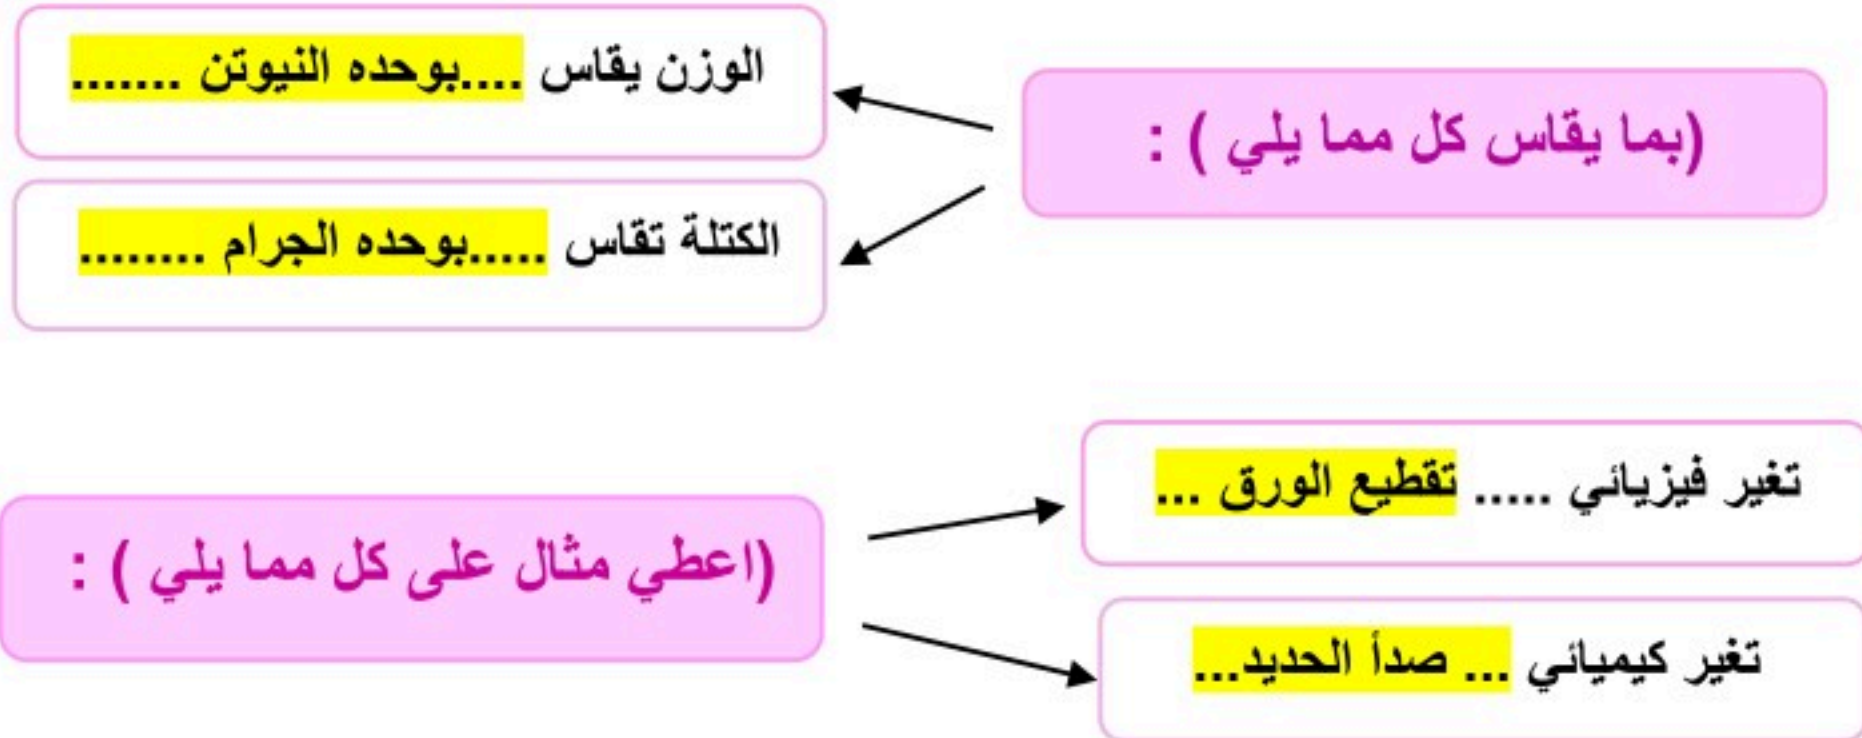 (بما يقاس كل مما يلي ) :
الوزن يقاس ....بوحده النيوتن .......
الكتلة تقاس .....بوحده الجرام ........
(اعطي مثال على كل مما يلي ) :
تغير فيزيائي ..... تقطيع الورق ...
تغير كيميائي ... صدأ الحديد...